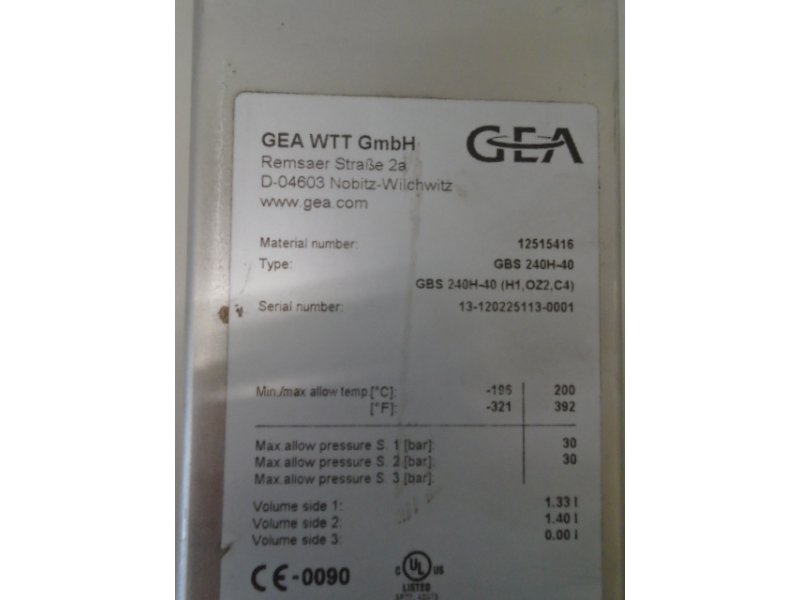 GEA WTT GmbH
GEA
Remsaer Straße 2a
D-04603 Nobitz-Wilchwitz
www.gea.com
Material number: 12515416
Type: GBS 240H-40
GBS 240H-40 (H1,OZ2,C4)
Serial number: 13-120225113-0001
Min./max allow temp [°C]: -195 200
[°F]: -321 392
Max.allow pressure S. 1 [bar]: 30
Max.allow pressure S. 2 [bar]: 30
Max.allow pressure S. 3 [bar]:
Volume side 1: 1.33 l
Volume side 2: 1.40 l
Volume side 3: 0.00 l
CE-0090
C UL US
LISTED